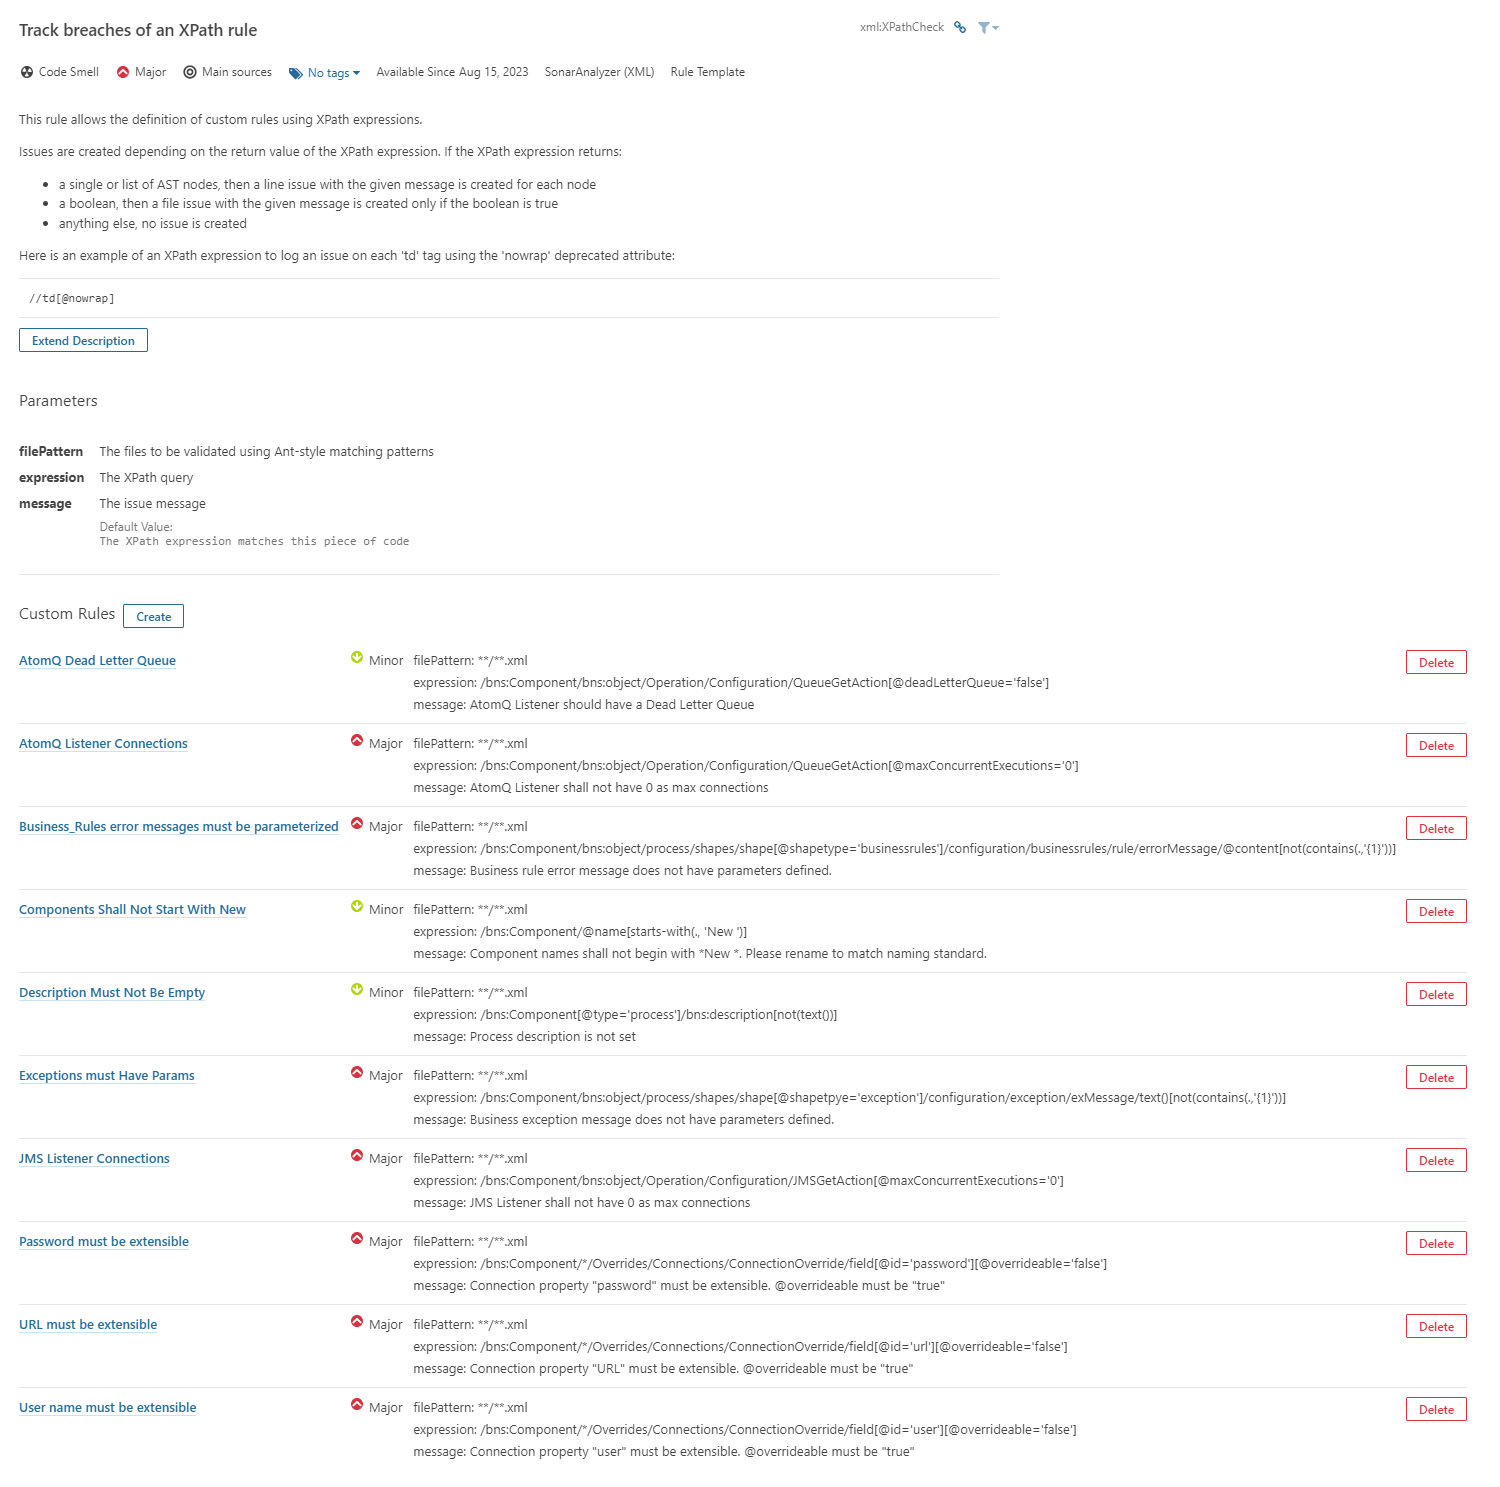 Track breaches of an XPath rule
xml:XPathCheck
Code Smell Major Main sources No tags Available Since Aug 15, 2023 SonarAnalyzer (XML) Rule Template
This rule allows the definition of custom rules using XPath expressions.
Issues are created depending on the return value of the XPath expression. If the XPath expression returns:
• a single or list of AST nodes, then a line issue with the given message is created for each node
• a boolean, then a file issue with the given message is created only if the boolean is true
• anything else, no issue is created
Here is an example of an XPath expression to log an issue on each 'td' tag using the 'nowrap' deprecated attribute:
//td[@nowrap]
Extend Description
Parameters
filePattern The files to be validated using Ant-style matching patterns
expression The XPath query
message The issue message
Default Value:
The XPath expression matches this piece of code
Custom Rules Create
AtomQ Dead Letter Queue Minor filePattern: **/**.xml Delete
expression: /bns:Component/bns:object/Operation/Configuration/QueueGetAction[@deadLetterQueue='false']
message: AtomQ Listener should have a Dead Letter Queue
AtomQ Listener Connections Major filePattern: **/**.xml Delete
expression: /bns:Component/bns:object/Operation/Configuration/QueueGetAction[@maxConcurrentExecutions='0']
message: AtomQ Listener shall not have 0 as max connections
Business_Rules error messages must be parameterized Major filePattern: **/**.xml Delete
expression: /bns:Component/bns:object/process/shapes/shape[@shapetype='businessrules']/configuration/businessrules/rule/errorMessage/@content[not(contains(.,'{1}'))]
message: Business rule error message does not have parameters defined.
Components Shall Not Start With New Minor filePattern: **/**.xml Delete
expression: /bns:Component/@name[starts-with(., 'New ')]
message: Component names shall not begin with *New *. Please rename to match naming standard.
Description Must Not Be Empty Minor filePattern: **/**.xml Delete
expression: /bns:Component[@type='process']/bns:description[not(text())]
message: Process description is not set
Exceptions must Have Params Major filePattern: **/**.xml Delete
expression: /bns:Component/bns:object/process/shapes/shape[@shapetpye='exception']/configuration/exception/exMessage/text()[not(contains(.,'{1}'))]
message: Business exception message does not have parameters defined.
JMS Listener Connections Major filePattern: **/**.xml Delete
expression: /bns:Component/bns:object/Operation/Configuration/JMSGetAction[@maxConcurrentExecutions='0']
message: JMS Listener shall not have 0 as max connections
Password must be extensible Major filePattern: **/**.xml Delete
expression: /bns:Component/*/Overrides/Connections/ConnectionOverride/field[@id='password'][@overrideable='false']
message: Connection property "password" must be extensible. @overrideable must be "true"
URL must be extensible Major filePattern: **/**.xml Delete
expression: /bns:Component/*/Overrides/Connections/ConnectionOverride/field[@id='url'][@overrideable='false']
message: Connection property "URL" must be extensible. @overrideable must be "true"
User name must be extensible Major filePattern: **/**.xml Delete
expression: /bns:Component/*/Overrides/Connections/ConnectionOverride/field[@id='user'][@overrideable='false']
message: Connection property "user" must be extensible. @overrideable must be "true"